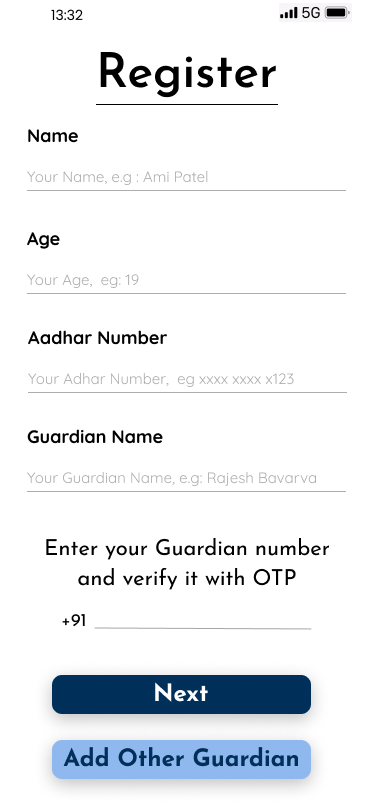 13:32
5G
Register
Name
Your Name, e.g : Ami Patel
Age
Your Age,  eg: 19
Aadhar Number
Your Adhar Number,  eg xxxx xxxx x123
Guardian Name
Your Guardian Name, e.g: Rajesh Bavarva
Enter your Guardian number
and verify it with OTP
+91
Next
Add Other Guardian